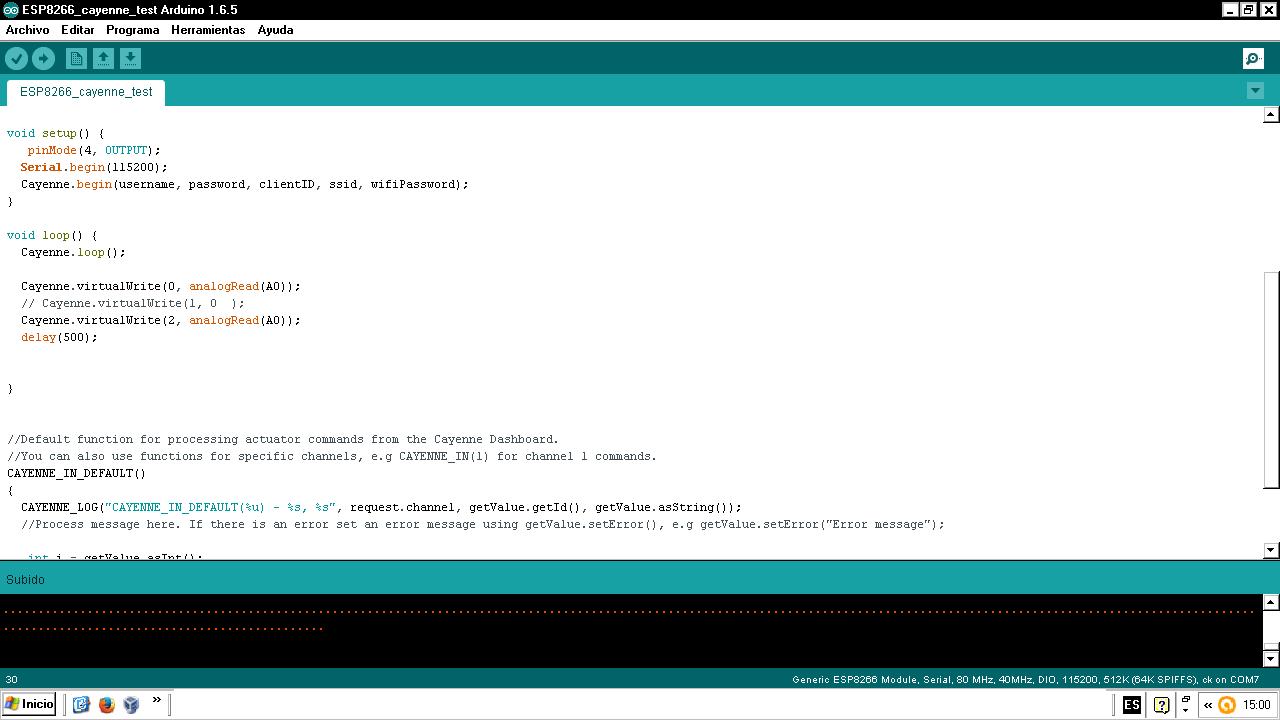 ESP8266_cayenne_test Arduino 1.6.5
Archivo Editar Programa Herramientas Ayuda
ESP8266_cayenne_test
void setup() {
pinMode(4, OUTPUT);
Serial.begin(115200);
Cayenne.begin(username, password, clientID, ssid, wifiPassword);
}
void loop() {
Cayenne.loop();
Cayenne.virtualWrite(0, analogRead(A0));
// Cayenne.virtualWrite(1, 0  );
Cayenne.virtualWrite(2, analogRead(A0));
delay(500);
}
//Default function for processing actuator commands from the Cayenne Dashboard.
//You can also use functions for specific channels, e.g CAYENNE_IN(1) for channel 1 commands.
CAYENNE_IN_DEFAULT()
{
CAYENNE_LOG("CAYENNE_IN_DEFAULT(%u) - %s, %s", request.channel, getValue.getId(), getValue.asString());
//Process message here. If there is an error set an error message using getValue.setError(), e.g getValue.setError("Error message");
int i = getValue.asInt();
Subido
30 Generic ESP8266 Module, Serial, 80 MHz, 40MHz, DIO, 115200, 512K (64K SPIFFS), ck on COM7
Inicio » ES « 15:00